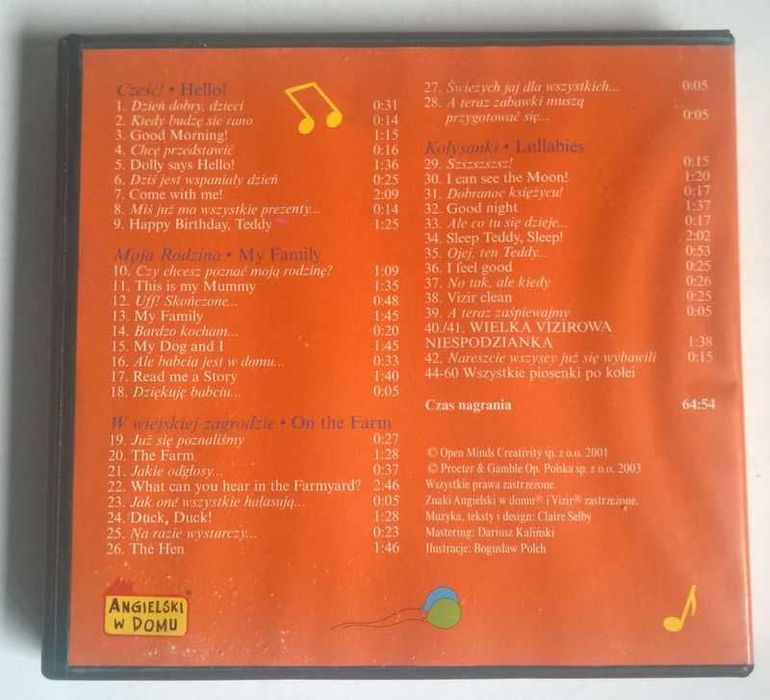 Cześć! • Hello!
1. Dzień dobry, dzieci 0:31
2. Kiedy budzę sie rano 0:14
3. Good Morning! 1:15
4. Chcę przedstawić 0:16
5. Dolly says Hello! 1:36
6. Dziś jest wspaniały dzień 0:25
7. Come with me! 2:09
8. Miś już ma wszystkie prezenty... 0:14
9. Happy Birthday, Teddy 1:25
Moja Rodzina • My Family
10. Czy chcesz poznać moją rodzinę? 1:09
11. This is my Mummy 1:35
12. Uff! Skończone... 0:48
13. My Family 1:45
14. Bardzo kocham... 0:20
15. My Dog and I 1:45
16. Ale babcia jest w domu... 0:33
17. Read me a Story 1:40
18. Dziękuję babciu... 0:05
W wiejskiej zagrodzie • On the Farm
19. Już się poznaliśmy 0:27
20. The Farm 1:28
21. Jakie odgłosy... 0:37
22. What can you hear in the Farmyard? 2:46
23. Jak one wszystkie hałasują... 0:05
24. Duck, Duck! 1:28
25. Na razie wystarczy... 0:23
26. The Hen 1:46
27. Świeżych jaj dla wszystkich... 0:05
28. A teraz zabawki muszą
przygotować się... 0:05
Kołysanki • Lullabies
29. Szszszszsz! 0:15
30. I can see the Moon! 1:20
31. Dobranoc księżycu! 0:17
32. Good night 1:37
33. Ale co tu się dzieje... 0:17
34. Sleep Teddy, Sleep! 2:02
35. Ojej, ten Teddy... 0:53
36. I feel good 0:25
37. No tak, ale kiedy 0:26
38. Vizir clean 0:25
39. A teraz zaśpiewajmy 0:05
40./41. WIELKA VIZIROWA
NIESPODZIANKA 1:38
42. Nareszcie wszyscy już się wybawili 0:15
44-60 Wszystkie piosenki po kolei
Czas nagrania 64:54
© Open Minds Creativity sp. z o.o. 2001
© Procter & Gamble Op. Polska sp. z o.o. 2003
Wszystkie prawa zastrzeżone.
Znaki Angielski w domu® i Vizir® zastrzeżone.
Muzyka, teksty i design: Claire Selby
Mastering: Dariusz Kaliński
Ilustracje: Bogusław Polch
ANGIELSKI
W DOMU